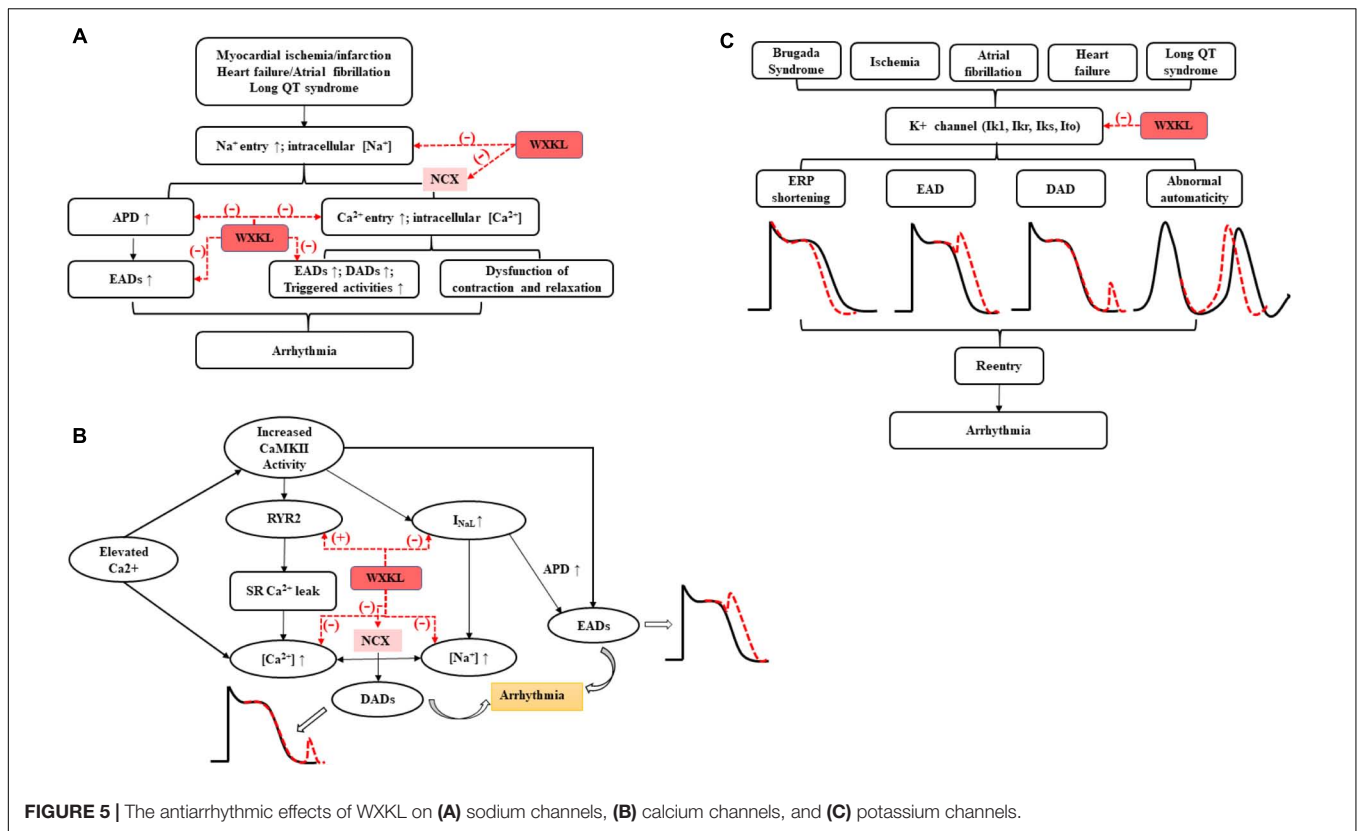 A
Myocardial ischemia/infarction
Heart failure/Atrial fibrillation
Long QT syndrome
Na⁺ entry ↑; intracellular [Na⁺]
(-)
WXKL
(-)
NCX
APD ↑
(-)
(-)
Ca²⁺ entry ↑; intracellular [Ca²⁺]
WXKL
(-)
(-)
EADs ↑
EADs ↑; DADs ↑;
Triggered activities ↑
Dysfunction of
contraction and relaxation
Arrhythmia
B
Increased
CaMKII
Activity
RYR2
I_NaL ↑
(+)
(-)
Elevated
Ca2+
WXKL
APD ↑
SR Ca²⁺ leak
(-)
(-)
(-)
NCX
EADs
[Ca²⁺] ↑
[Na⁺] ↑
DADs
Arrhythmia
C
Brugada
Syndrome
Ischemia
Atrial
fibrillation
Heart
failure
Long QT
syndrome
K+ channel (Ik1, Ikr, Iks, Ito)
(-)
WXKL
ERP
shortening
EAD
DAD
Abnormal
automaticity
Reentry
Arrhythmia
FIGURE 5 | The antiarrhythmic effects of WXKL on (A) sodium channels, (B) calcium channels, and (C) potassium channels.